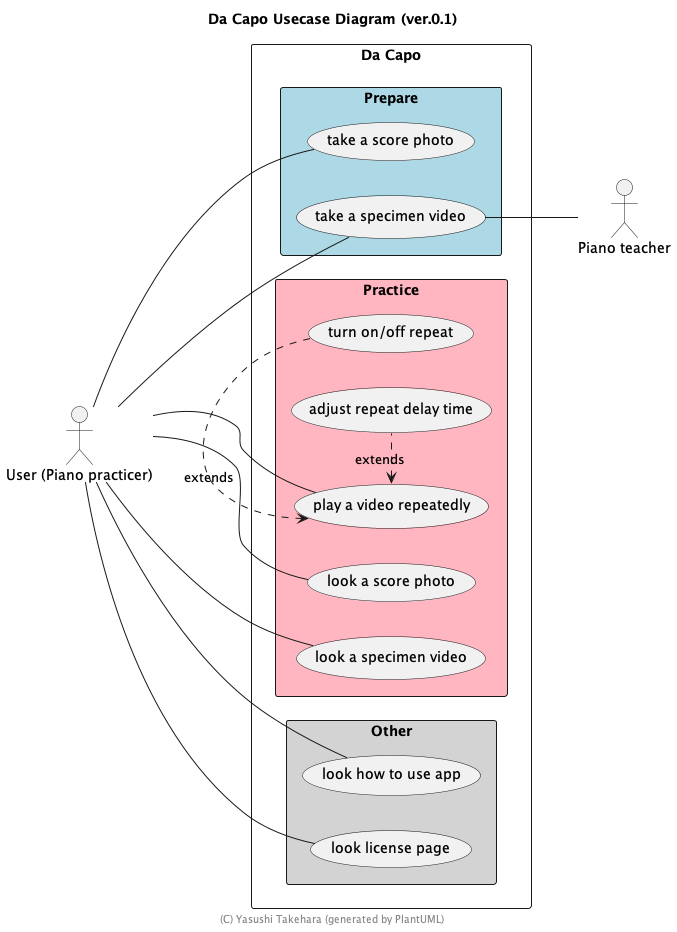 Da Capo Usecase Diagram (ver.0.1)
Da Capo
Prepare
take a score photo
take a specimen video
Piano teacher
Practice
turn on/off repeat
adjust repeat delay time
extends
User (Piano practicer)
extends
play a video repeatedly
look a score photo
look a specimen video
Other
look how to use app
look license page
(C) Yasushi Takehara (generated by PlantUML)